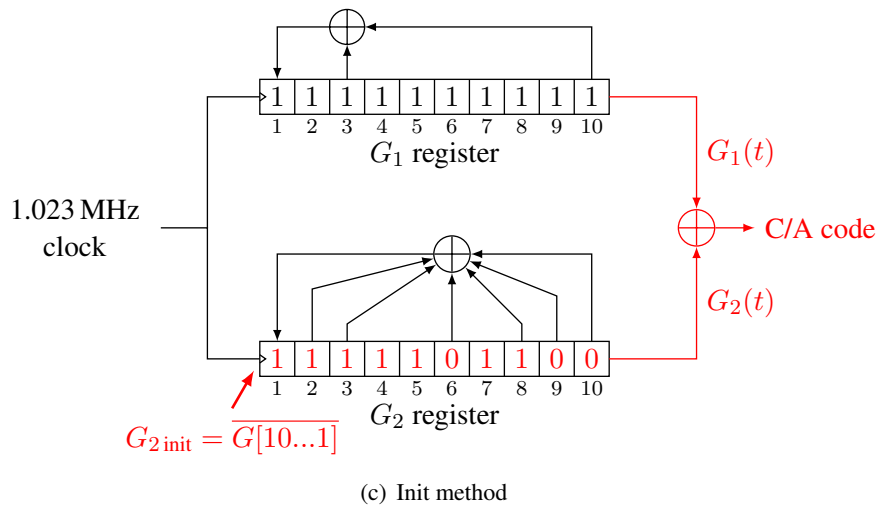 1 1 1 1 1 1 1 1 1 1
1 2 3 4 5 6 7 8 9 10
G₁ register
G₁(t)
1.023 MHz
clock
C/A code
G₂(t)
1 1 1 1 1 0 1 1 0 0
1 2 3 4 5 6 7 8 9 10
G₂ register
G₂ ᵢₙᵢₜ = \overline{G[10...1]}
(c) Init method